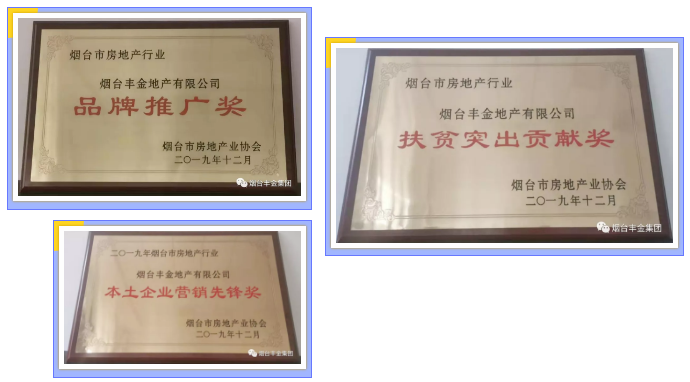 烟台市房地产行业
烟台丰金地产有限公司
品牌推广奖
烟台市房地产业协会
二〇一九年十二月
烟台丰金集团
烟台市房地产行业
烟台丰金地产有限公司
扶贫突出贡献奖
烟台市房地产业协会
二〇一九年十二月
烟台丰金集团
二〇一九年烟台市房地产行业
烟台丰金地产有限公司
本土企业营销先锋奖
烟台市房地产业协会
二〇一九年十二月
烟台丰金集团